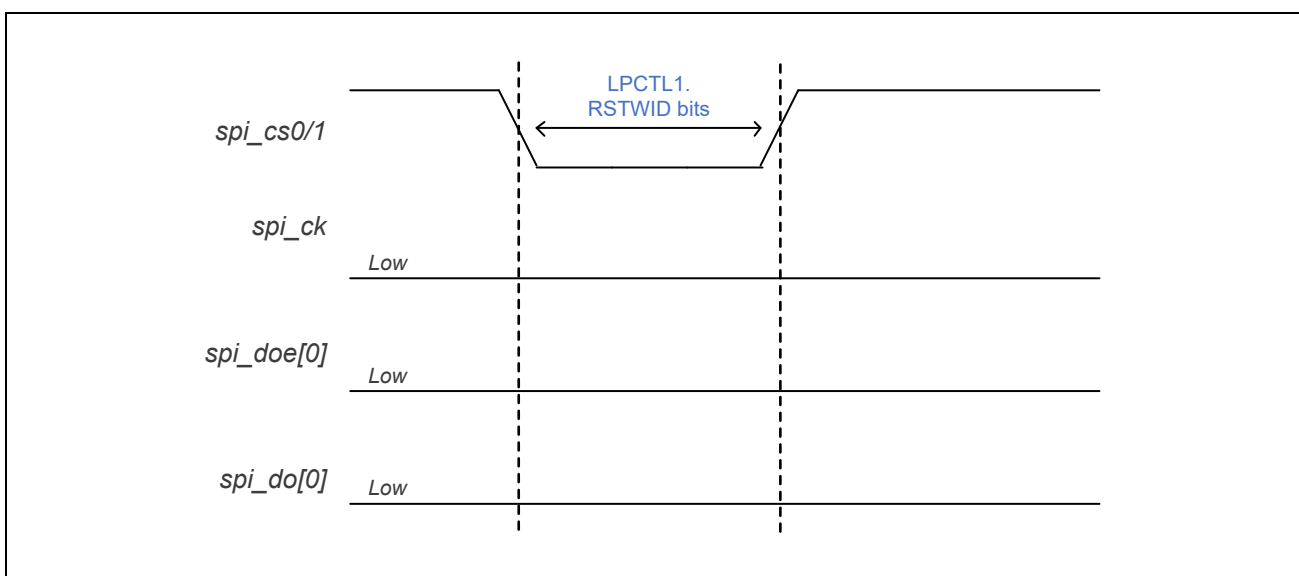 LPCTL1.
RSTWID bits
spi_cs0/1
spi_ck
Low
spi_doe[0]
Low
spi_do[0]
Low